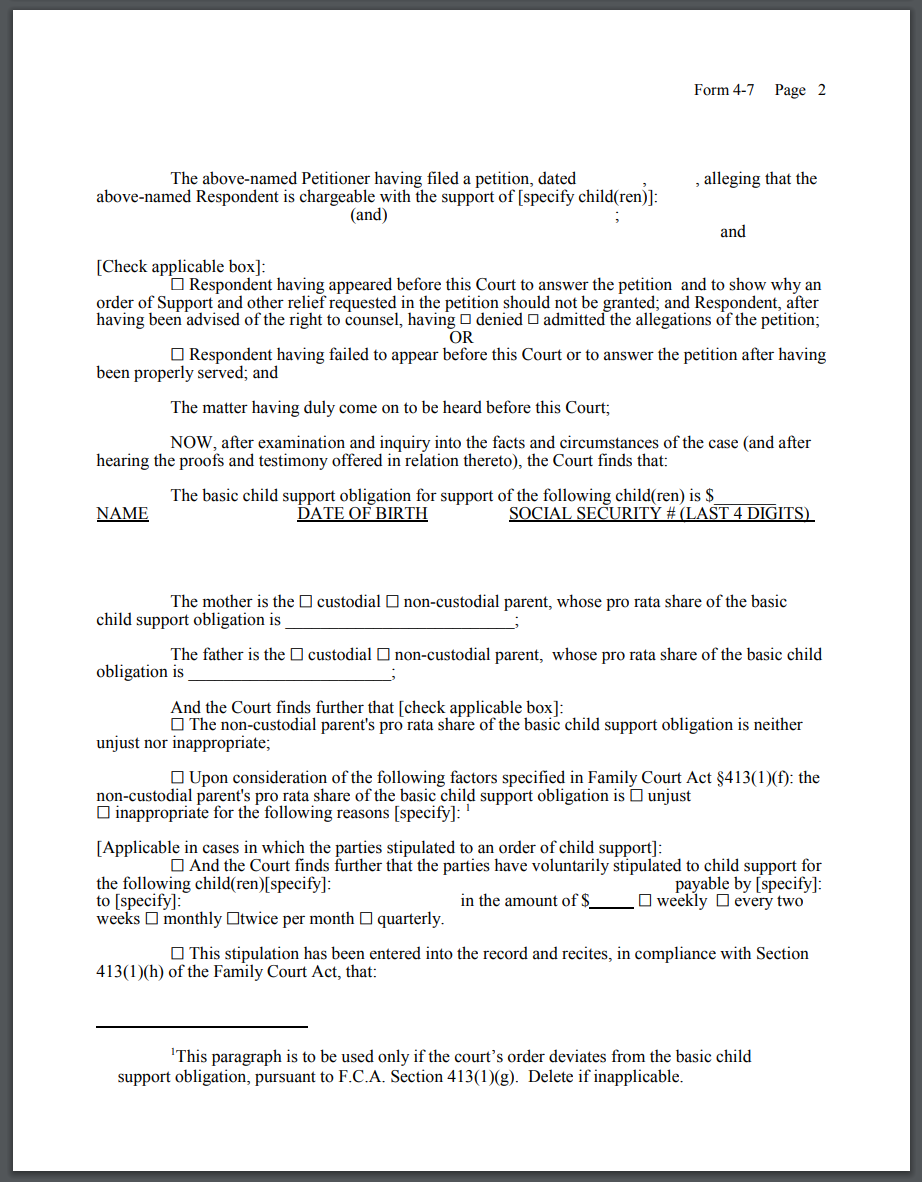 Form 4-7 Page 2
The above-named Petitioner having filed a petition, dated , , alleging that the
above-named Respondent is chargeable with the support of [specify child(ren)]:
(and) ;
and
[Check applicable box]:
☐ Respondent having appeared before this Court to answer the petition and to show why an
order of Support and other relief requested in the petition should not be granted; and Respondent, after
having been advised of the right to counsel, having ☐ denied ☐ admitted the allegations of the petition;
OR
☐ Respondent having failed to appear before this Court or to answer the petition after having
been properly served; and
The matter having duly come on to be heard before this Court;
NOW, after examination and inquiry into the facts and circumstances of the case (and after
hearing the proofs and testimony offered in relation thereto), the Court finds that:
The basic child support obligation for support of the following child(ren) is $_______
NAME DATE OF BIRTH SOCIAL SECURITY # (LAST 4 DIGITS)
The mother is the ☐ custodial ☐ non-custodial parent, whose pro rata share of the basic
child support obligation is __________________________;
The father is the ☐ custodial ☐ non-custodial parent, whose pro rata share of the basic child
obligation is _______________________;
And the Court finds further that [check applicable box]:
☐ The non-custodial parent's pro rata share of the basic child support obligation is neither
unjust nor inappropriate;
☐ Upon consideration of the following factors specified in Family Court Act §413(1)(f): the
non-custodial parent's pro rata share of the basic child support obligation is ☐ unjust
☐ inappropriate for the following reasons [specify]: 1
[Applicable in cases in which the parties stipulated to an order of child support]:
☐ And the Court finds further that the parties have voluntarily stipulated to child support for
the following child(ren)[specify]: payable by [specify]:
to [specify]: in the amount of $_____ ☐ weekly ☐ every two
weeks ☐ monthly ☐twice per month ☐ quarterly.
☐ This stipulation has been entered into the record and recites, in compliance with Section
413(1)(h) of the Family Court Act, that:
1This paragraph is to be used only if the court’s order deviates from the basic child
support obligation, pursuant to F.C.A. Section 413(1)(g). Delete if inapplicable.